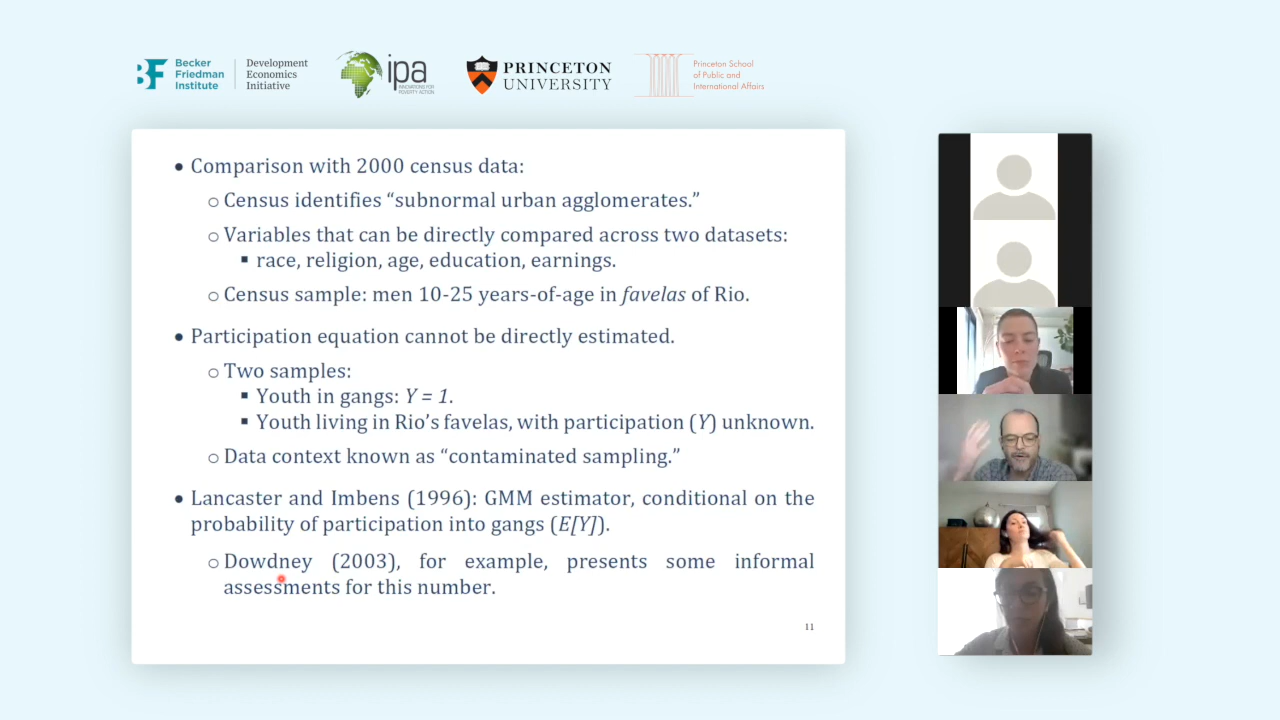 Becker
Friedman
Institute
Development
Economics
Initiative
ipa
INNOVATIONS FOR
POVERTY ACTION
PRINCETON
UNIVERSITY
Princeton School
of Public and
International Affairs
• Comparison with 2000 census data:
○ Census identifies “subnormal urban agglomerates.”
○ Variables that can be directly compared across two datasets:
▪ race, religion, age, education, earnings.
○ Census sample: men 10-25 years-of-age in favelas of Rio.
• Participation equation cannot be directly estimated.
○ Two samples:
▪ Youth in gangs: Y = 1.
▪ Youth living in Rio’s favelas, with participation (Y) unknown.
○ Data context known as “contaminated sampling.”
• Lancaster and Imbens (1996): GMM estimator, conditional on the
probability of participation into gangs (E[Y]).
○ Dowdney (2003), for example, presents some informal
assessments for this number.
11